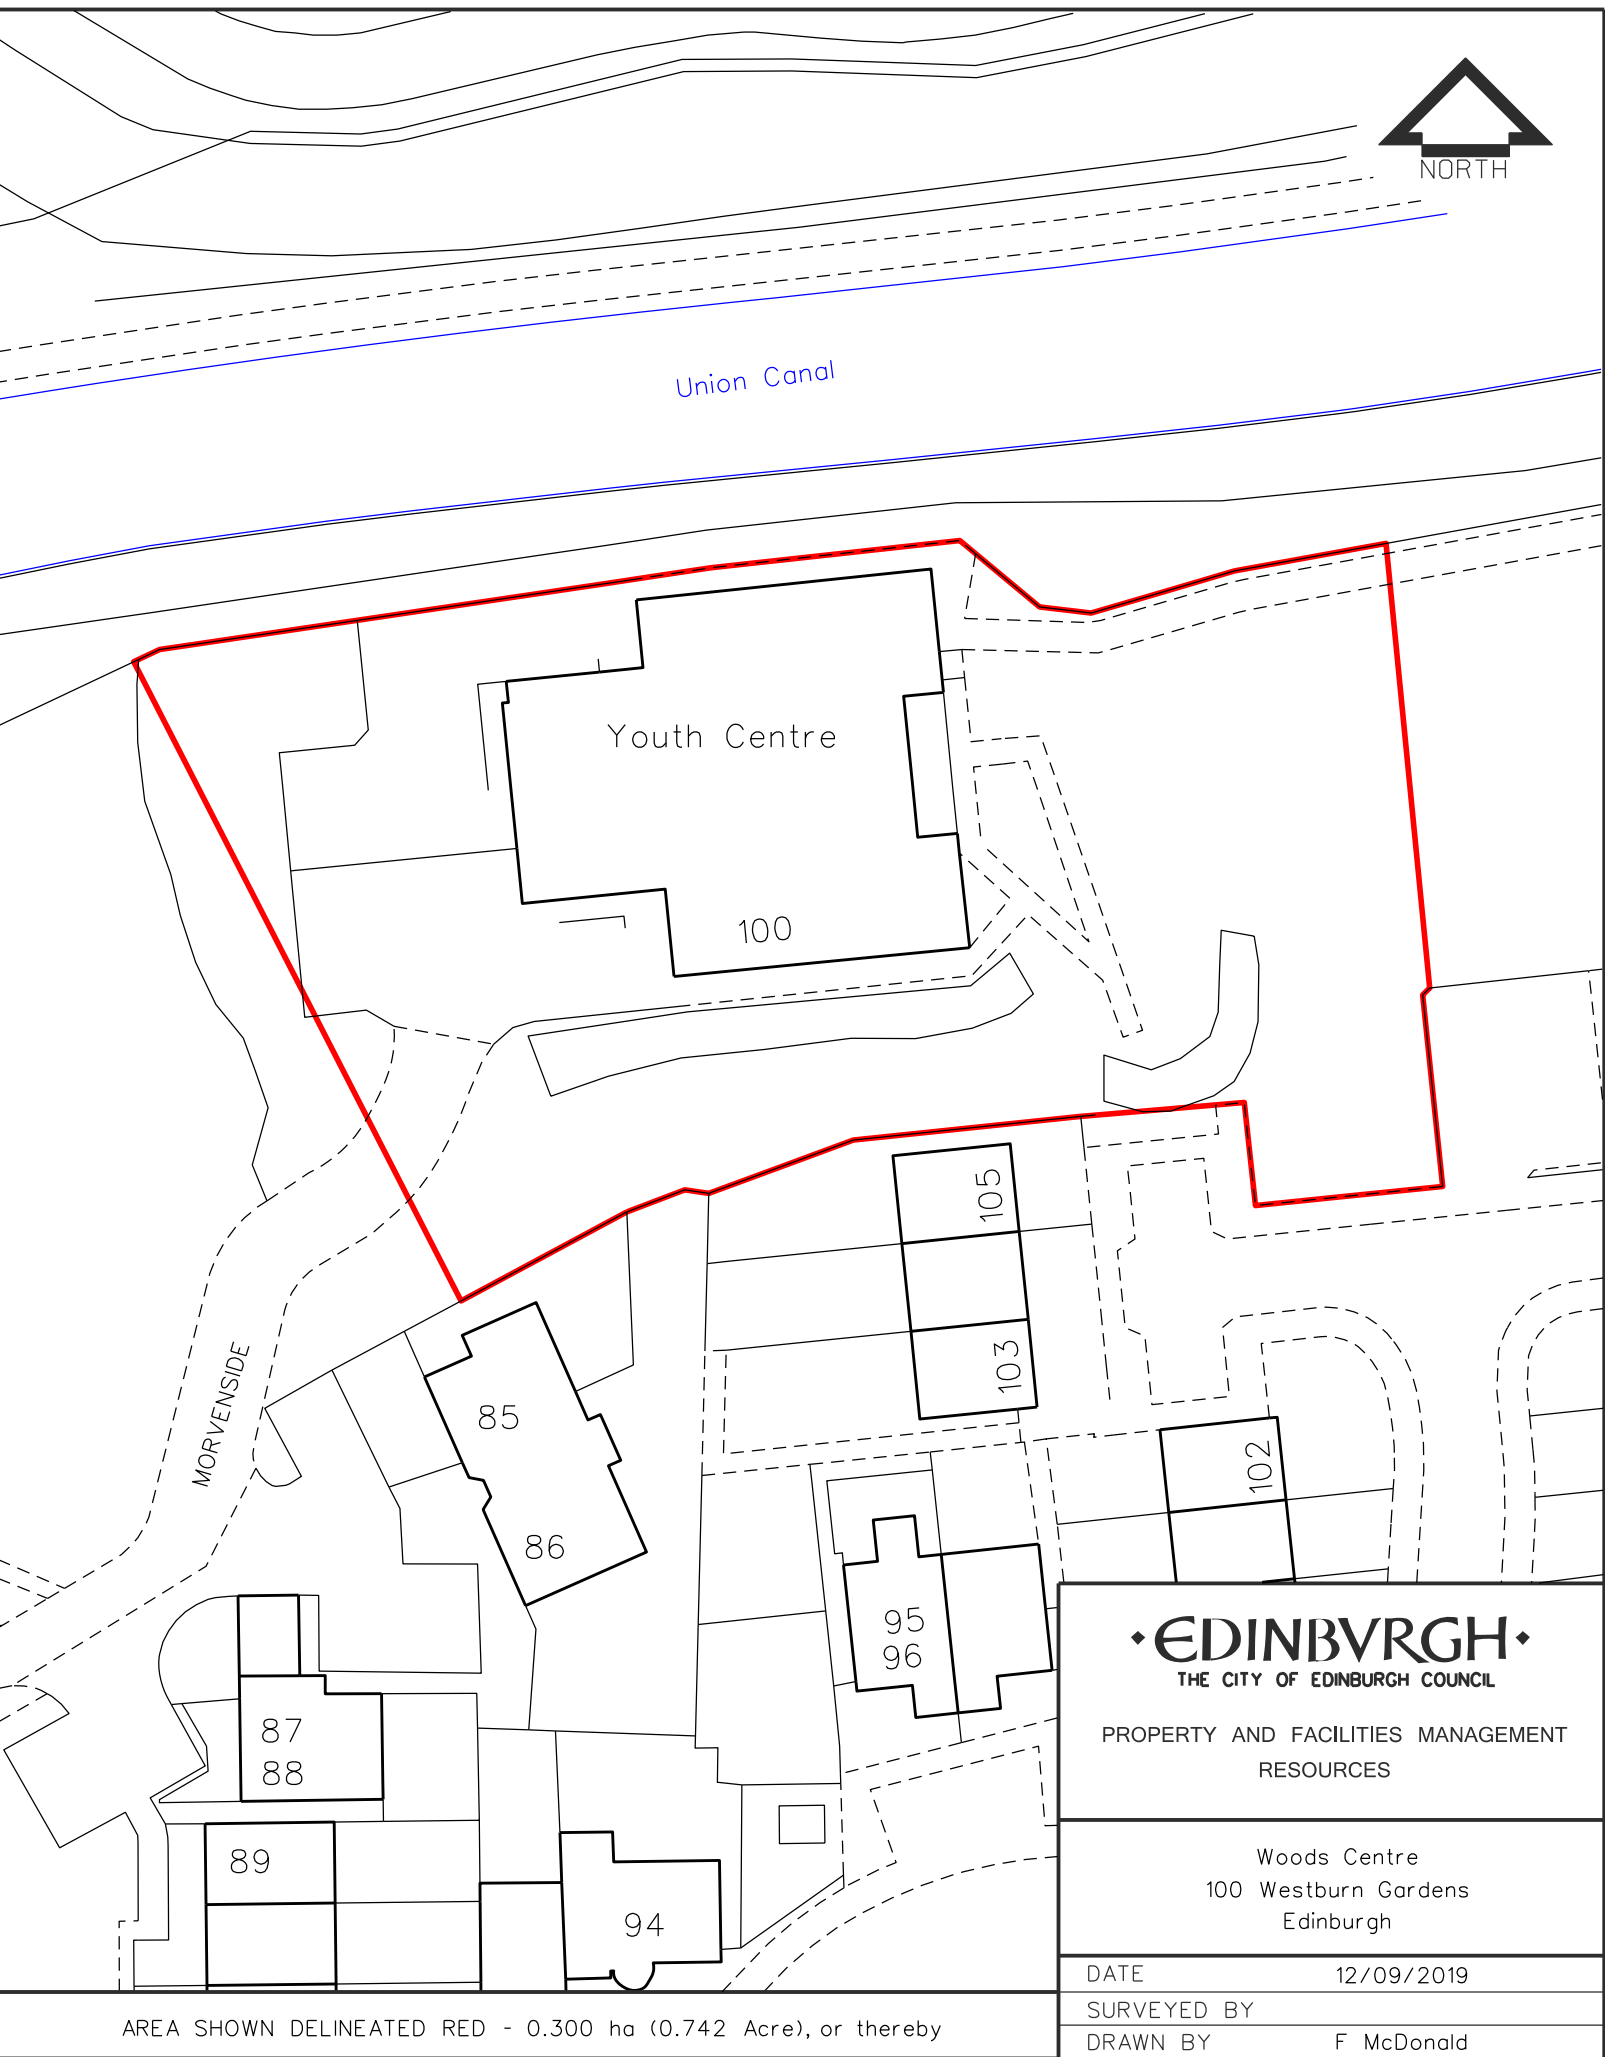 NORTH
Union Canal
Youth Centre
100
105
103
102
MORVENSIDE
85
86
95
96
87
88
89
94
EDINBVRGH
THE CITY OF EDINBURGH COUNCIL
PROPERTY AND FACILITIES MANAGEMENT
RESOURCES
Woods Centre
100 Westburn Gardens
Edinburgh
DATE 12/09/2019
SURVEYED BY
DRAWN BY F McDonald
AREA SHOWN DELINEATED RED - 0.300 ha (0.742 Acre), or thereby